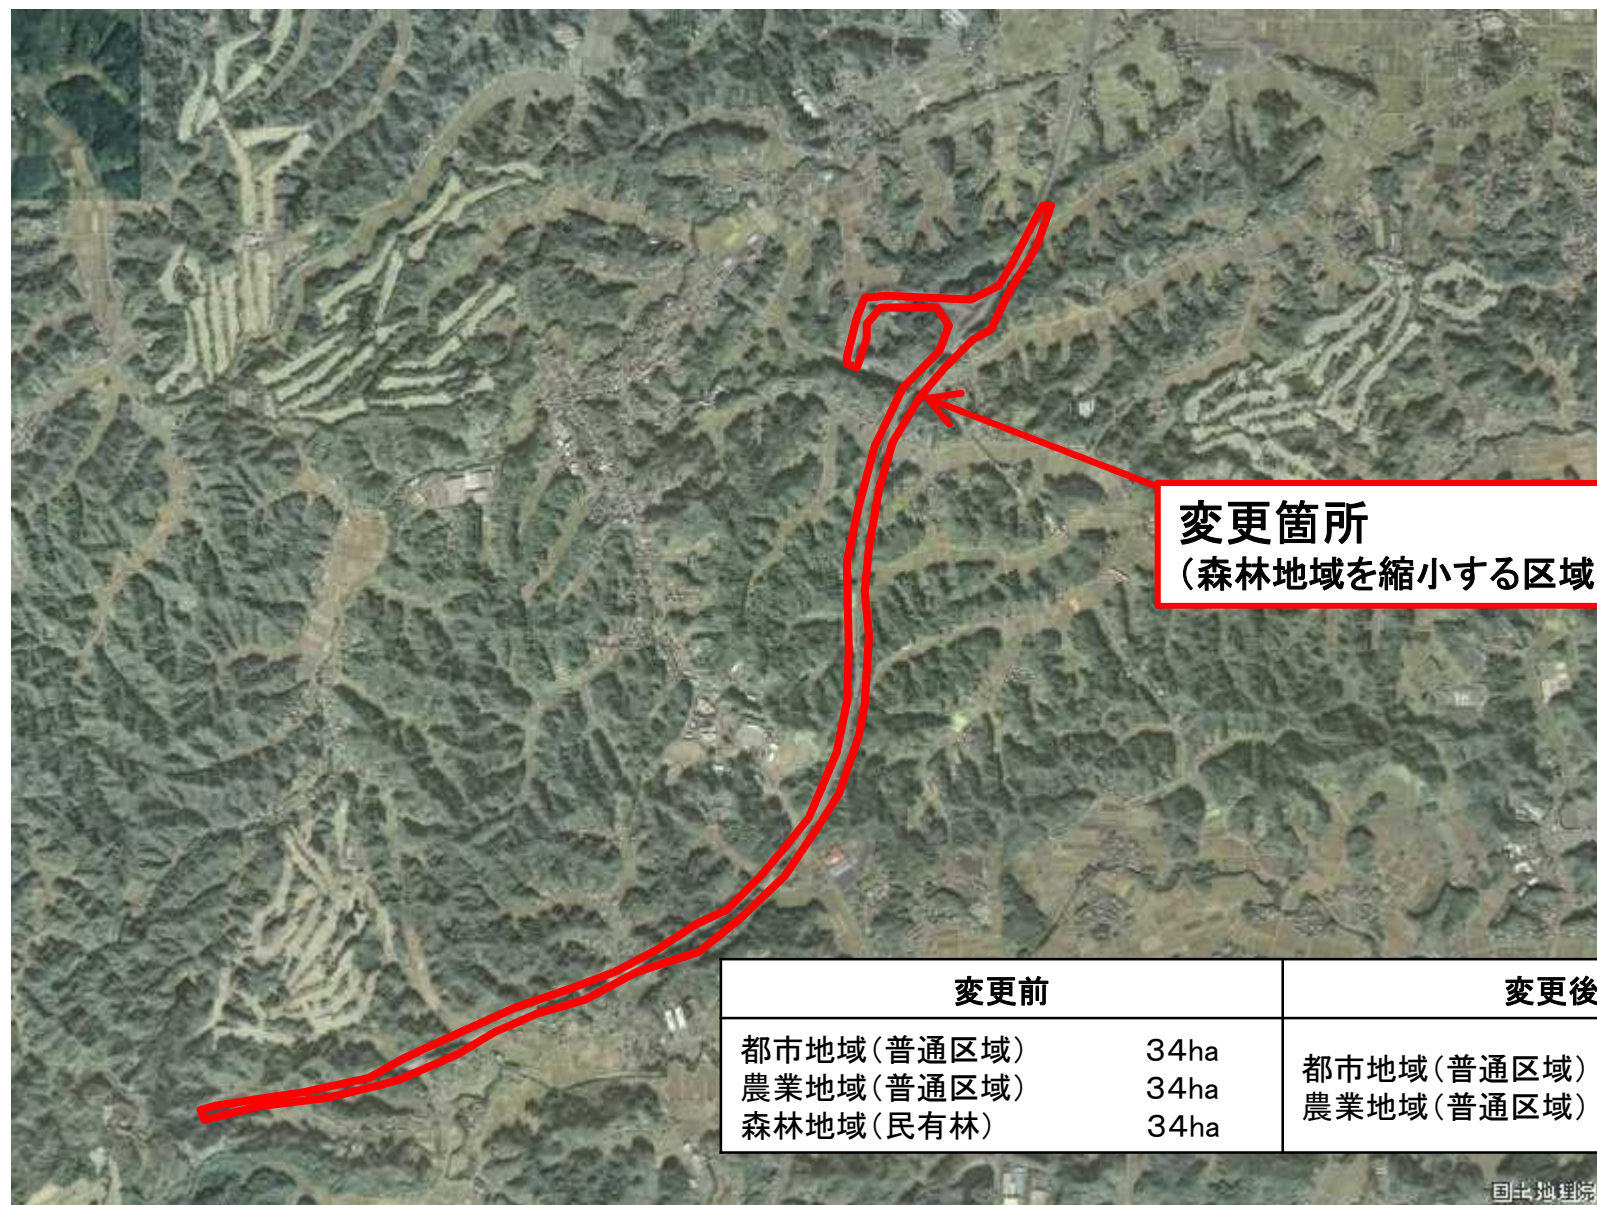 変更箇所
（森林地域を縮小する区域
変更前
変更後
都市地域（普通区域） 34ha
農業地域（普通区域） 34ha
森林地域（民有林） 34ha
都市地域（普通区域）
農業地域（普通区域）
国土地理院